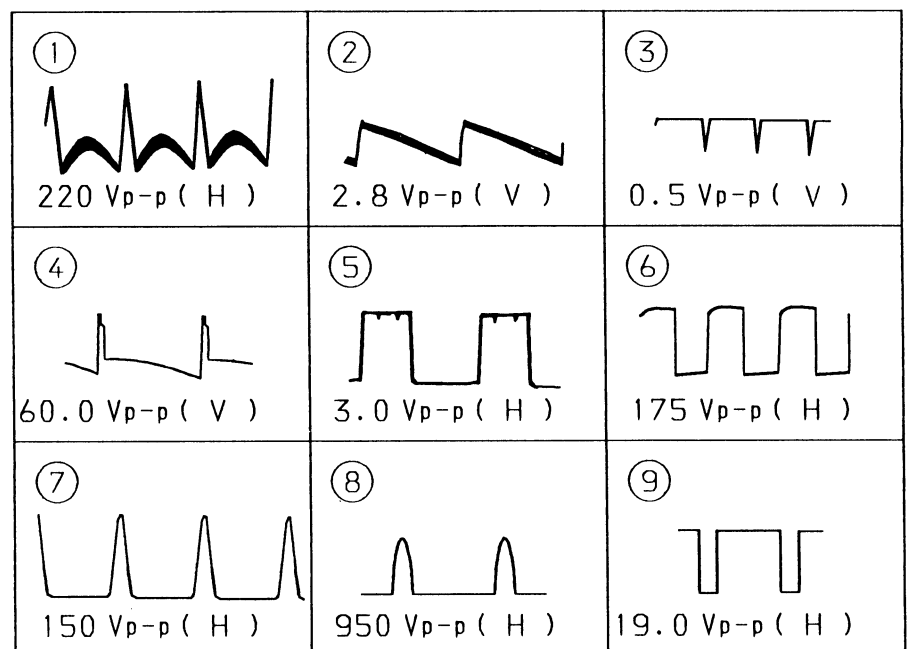 ① ② ③
220 Vp-p ( H ) 2.8 Vp-p ( V ) 0.5 Vp-p ( V )
④ ⑤ ⑥
60.0 Vp-p ( V ) 3.0 Vp-p ( H ) 175 Vp-p ( H )
⑦ ⑧ ⑨
150 Vp-p ( H ) 950 Vp-p ( H ) 19.0 Vp-p ( H )